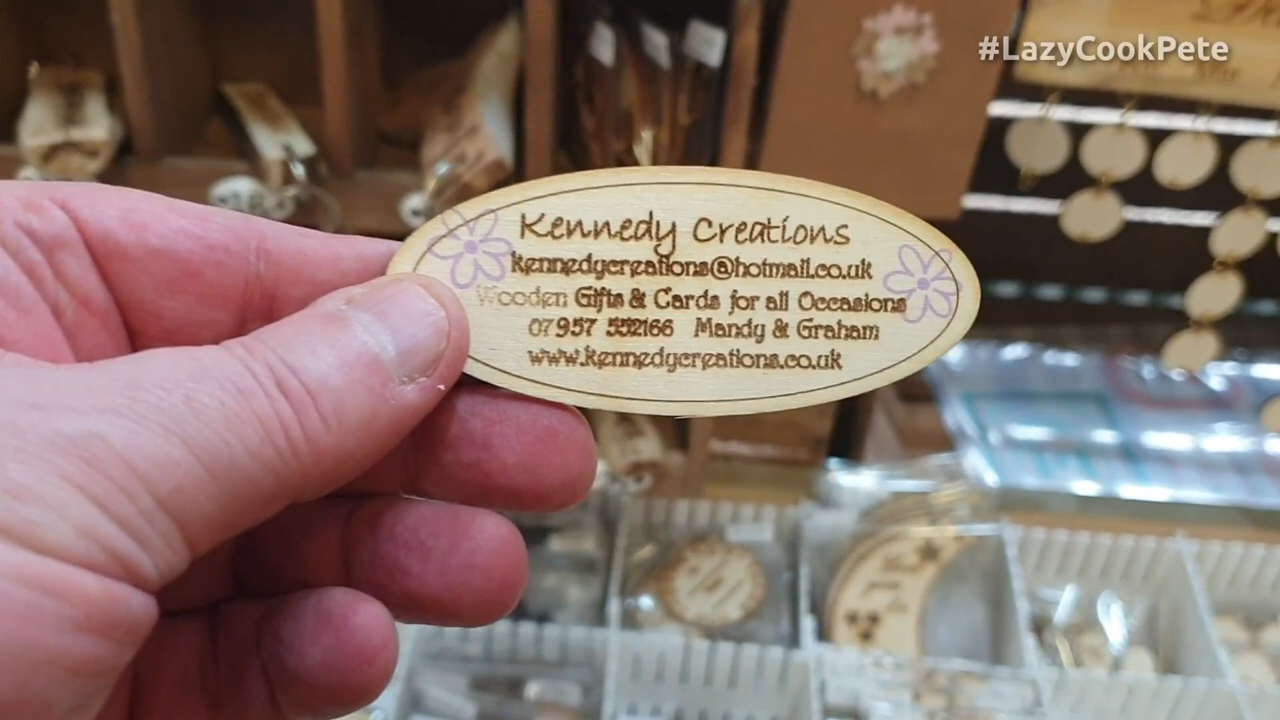 #LazyCookPete
Kennedy Creations
kennedycreations@hotmail.co.uk
Wooden Gifts & Cards for all Occasions
07957 552166 Mandy & Graham
www.kennedycreations.co.uk